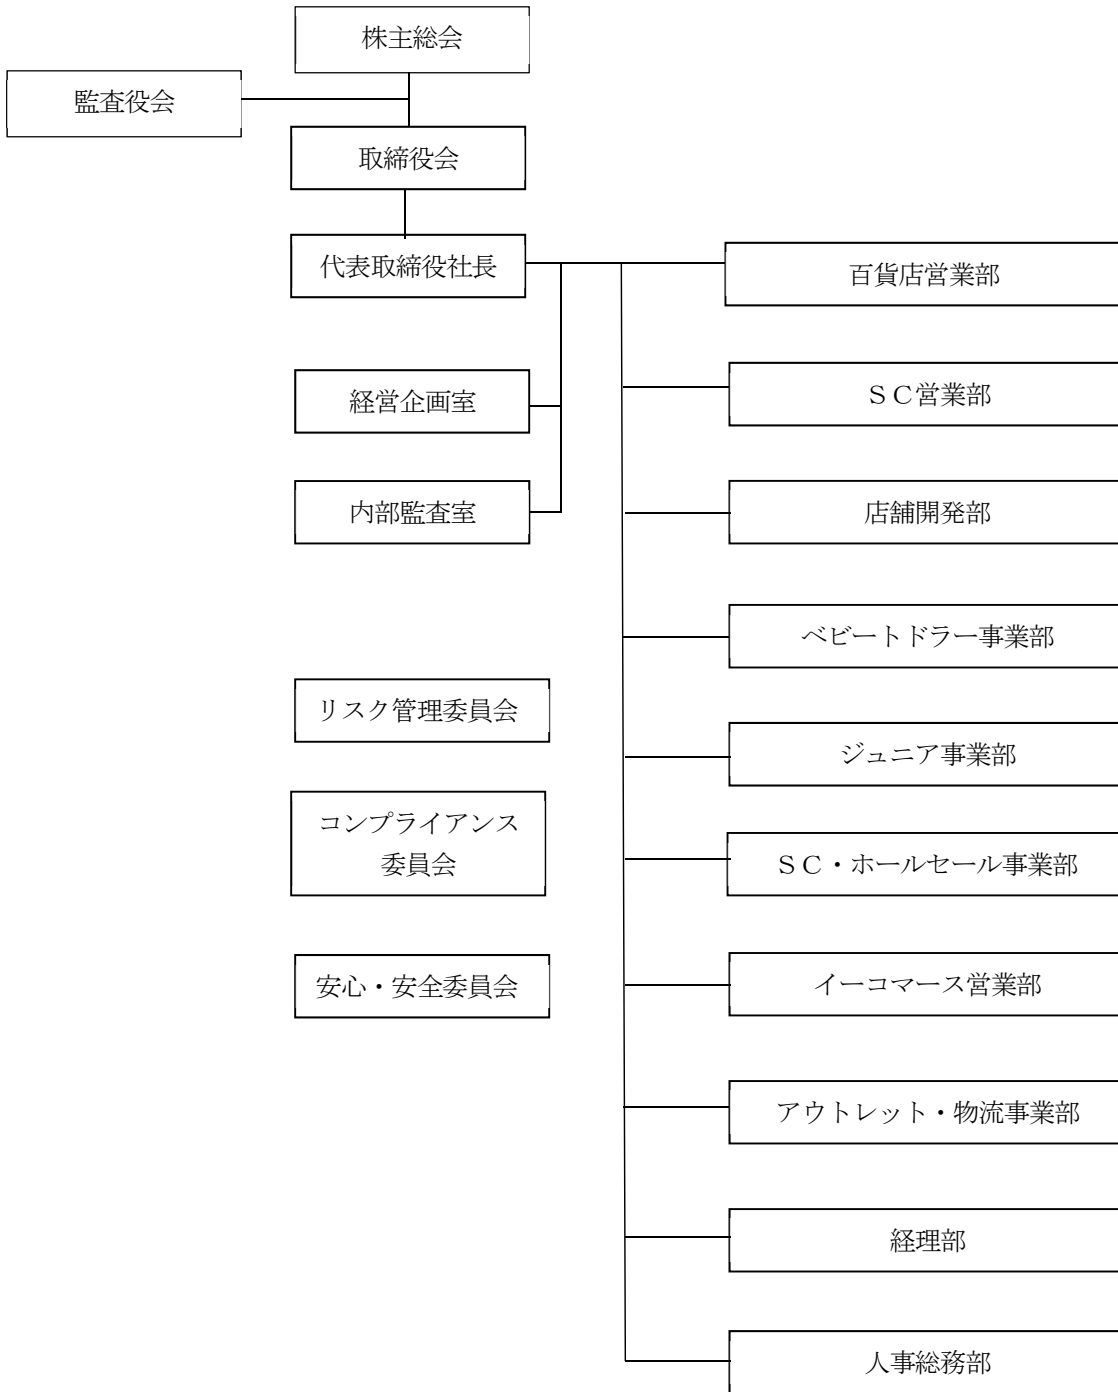 株主総会
監査役会
取締役会
代表取締役社長
百貨店営業部
経営企画室
ＳＣ営業部
内部監査室
店舗開発部
べビートドラー事業部
リスク管理委員会
ジュニア事業部
コンプライアンス
委員会
ＳＣ・ホールセール事業部
安心・安全委員会
イーコマース営業部
アウトレット・物流事業部
経理部
人事総務部